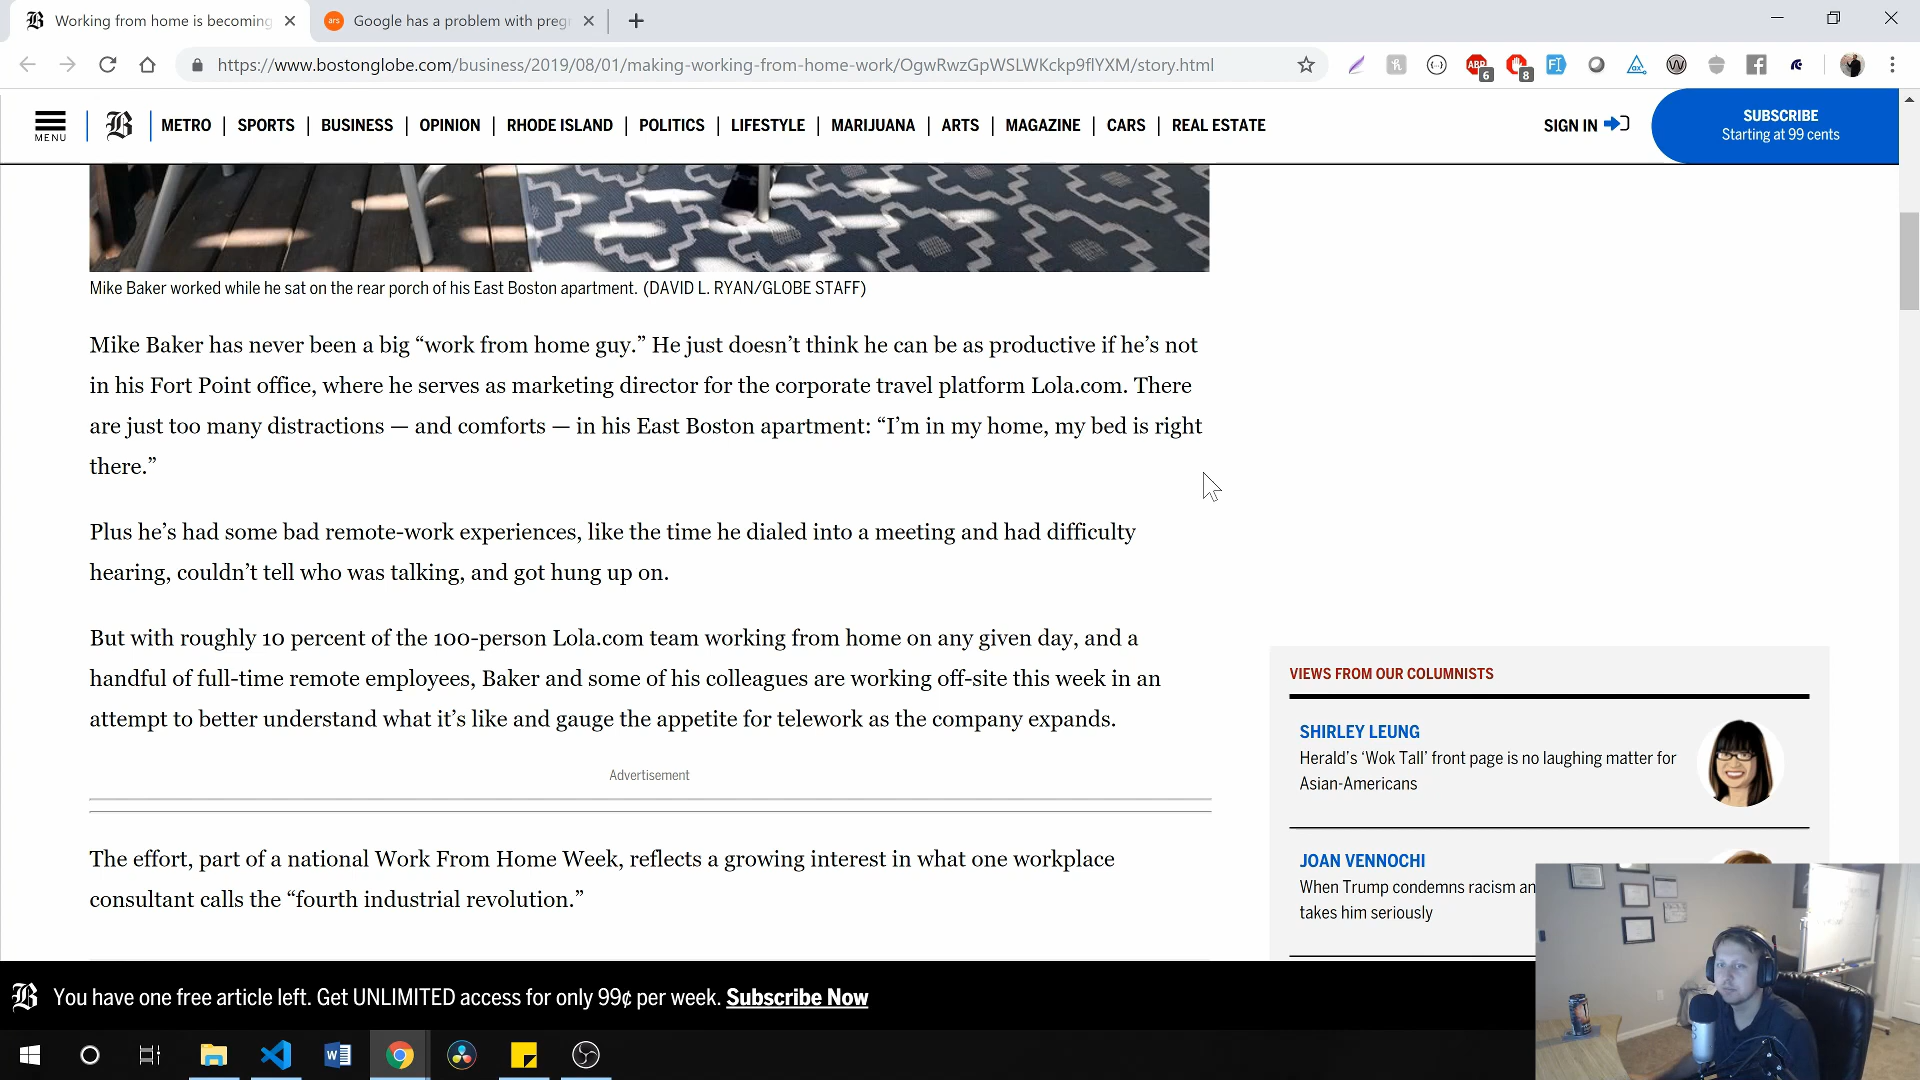 Working from home is becoming
Google has a problem with preg
https://www.bostonglobe.com/business/2019/08/01/making-working-from-home-work/OgwRwzGpWSLWKckp9flYXM/story.html
6
8
MENU
B
METRO | SPORTS | BUSINESS | OPINION | RHODE ISLAND | POLITICS | LIFESTYLE | MARIJUANA | ARTS | MAGAZINE | CARS | REAL ESTATE
SIGN IN
SUBSCRIBE
Starting at 99 cents
Mike Baker worked while he sat on the rear porch of his East Boston apartment. (DAVID L. RYAN/GLOBE STAFF)
Mike Baker has never been a big “work from home guy.” He just doesn’t think he can be as productive if he’s not
in his Fort Point office, where he serves as marketing director for the corporate travel platform Lola.com. There
are just too many distractions — and comforts — in his East Boston apartment: “I’m in my home, my bed is right
there.”
Plus he’s had some bad remote-work experiences, like the time he dialed into a meeting and had difficulty
hearing, couldn’t tell who was talking, and got hung up on.
But with roughly 10 percent of the 100-person Lola.com team working from home on any given day, and a
handful of full-time remote employees, Baker and some of his colleagues are working off-site this week in an
attempt to better understand what it’s like and gauge the appetite for telework as the company expands.
Advertisement
The effort, part of a national Work From Home Week, reflects a growing interest in what one workplace
consultant calls the “fourth industrial revolution.”
VIEWS FROM OUR COLUMNISTS
SHIRLEY LEUNG
Herald’s ‘Wok Tall’ front page is no laughing matter for
Asian-Americans
JOAN VENNOCHI
When Trump condemns racism an
takes him seriously
You have one free article left. Get UNLIMITED access for only 99¢ per week. Subscribe Now